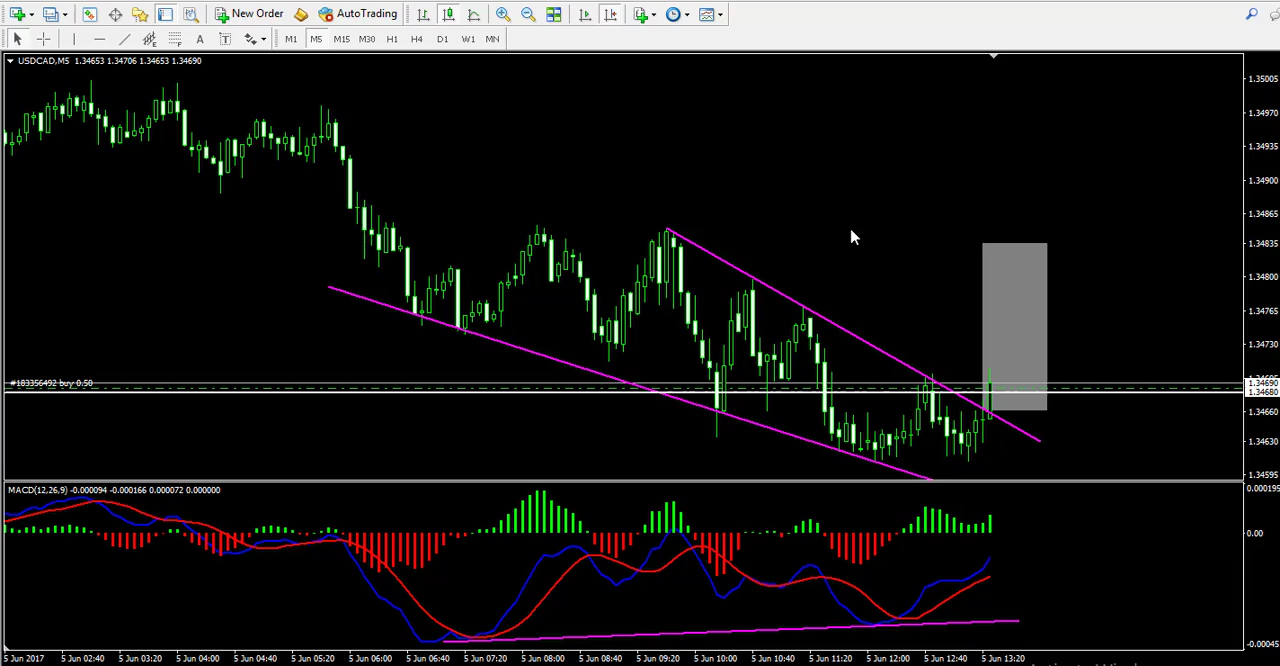 New Order AutoTrading
A T M1 M5 M15 M30 H1 H4 D1 W1 MN
USDCAD,M5 1.34653 1.34706 1.34653 1.34690
1.35005
1.34970
1.34935
1.34900
1.34865
1.34835
1.34800
1.34765
1.34730
#183356492 buy 0.50
1.34690
1.34680
1.34660
1.34630
1.34595
MACD(12,26,9) -0.000094 -0.000166 0.000072 0.000000
0.000195
0.00
-0.00045
5 Jun 2017 5 Jun 02:40 5 Jun 03:20 5 Jun 04:00 5 Jun 04:40 5 Jun 05:20 5 Jun 06:00 5 Jun 06:40 5 Jun 07:20 5 Jun 08:00 5 Jun 08:40 5 Jun 09:20 5 Jun 10:00 5 Jun 10:40 5 Jun 11:20 5 Jun 12:00 5 Jun 12:40 5 Jun 13:20